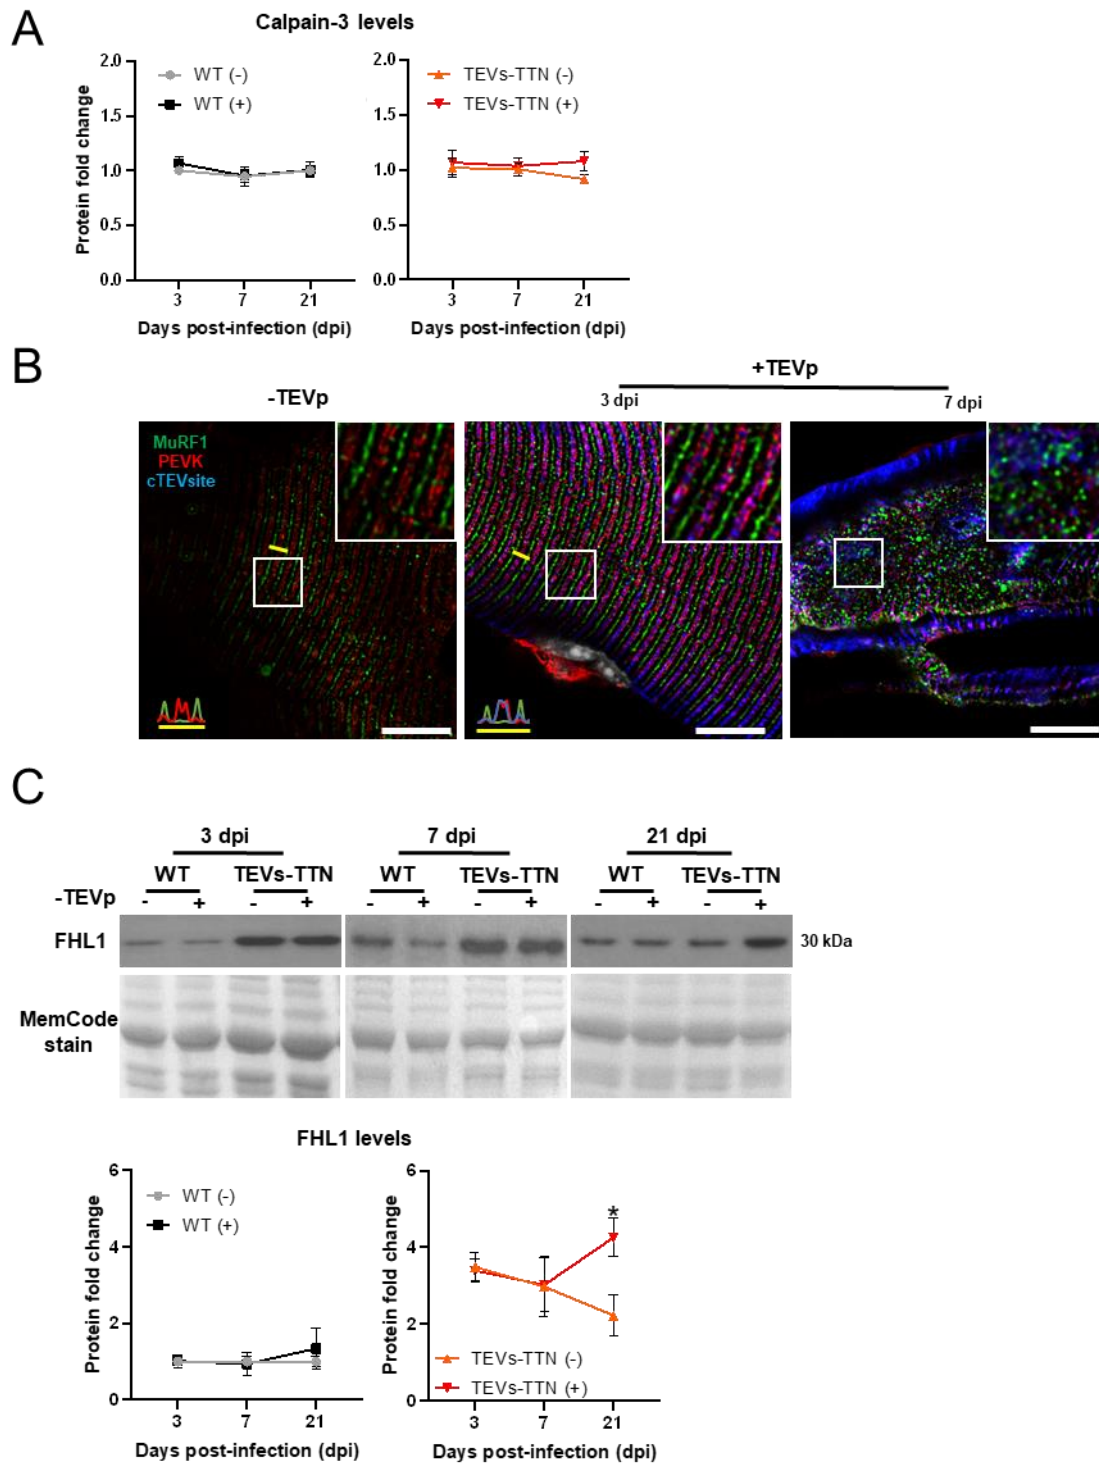 A
Calpain-3 levels
Protein fold change
2.0
1.5
1.0
0.5
0.0
WT (-)
WT (+)
3 7 21
Days post-infection (dpi)
2.0
1.5
1.0
0.5
0.0
TEVs-TTN (-)
TEVs-TTN (+)
3 7 21
Days post-infection (dpi)
B
-TEVp
+TEVp
3 dpi
7 dpi
MuRF1
PEVK
cTEVsite
C
3 dpi 7 dpi 21 dpi
WT TEVs-TTN WT TEVs-TTN WT TEVs-TTN
-TEVp - + - + - + - + - + - +
FHL1 30 kDa
MemCode
stain
FHL1 levels
Protein fold change
6
4
2
0
WT (-)
WT (+)
3 7 21
Days post-infection (dpi)
Protein fold change
6
4
2
0
*
TEVs-TTN (-)
TEVs-TTN (+)
3 7 21
Days post-infection (dpi)